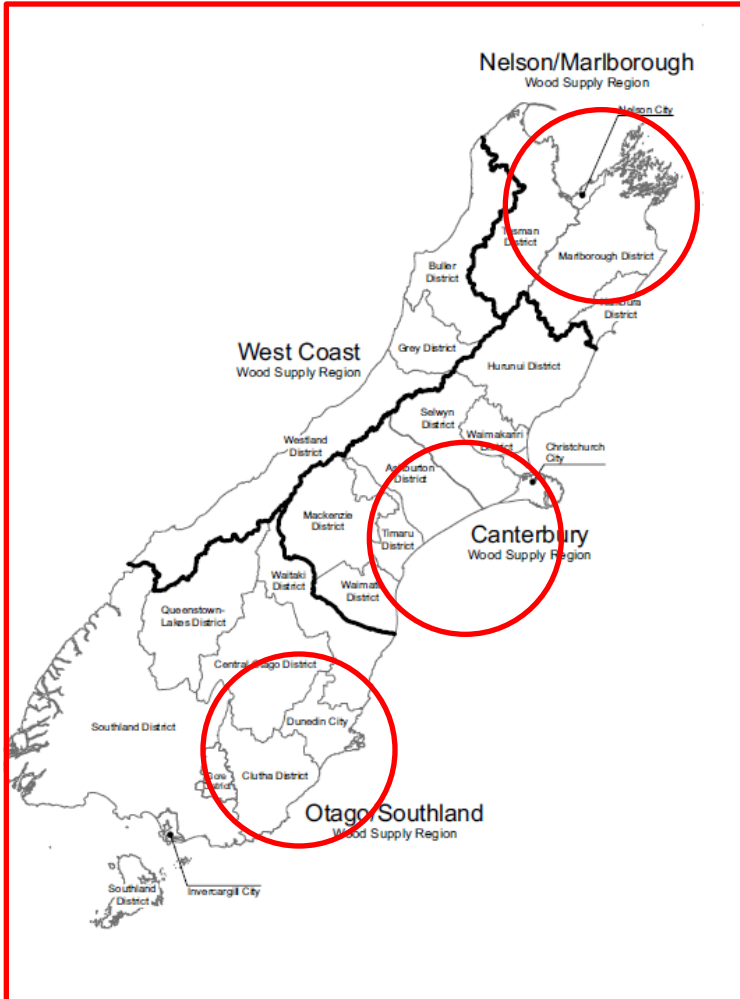 Nelson/Marlborough
Wood Supply Region
Nelson City
Tasman
District
Marlborough District
Buller
District
Kaikoura
District
Grey District
West Coast
Wood Supply Region
Hurunui District
Selwyn
District
Waimakariri
District
Westland
District
Christchurch
City
Ashburton
District
Mackenzie
District
Timaru
District
Canterbury
Wood Supply Region
Waitaki
District
Waimate
District
Queenstown-
Lakes District
Central Otago District
Dunedin City
Southland District
Gore
District
Clutha District
Otago/Southland
Wood Supply Region
Southland
District
Invercargill City